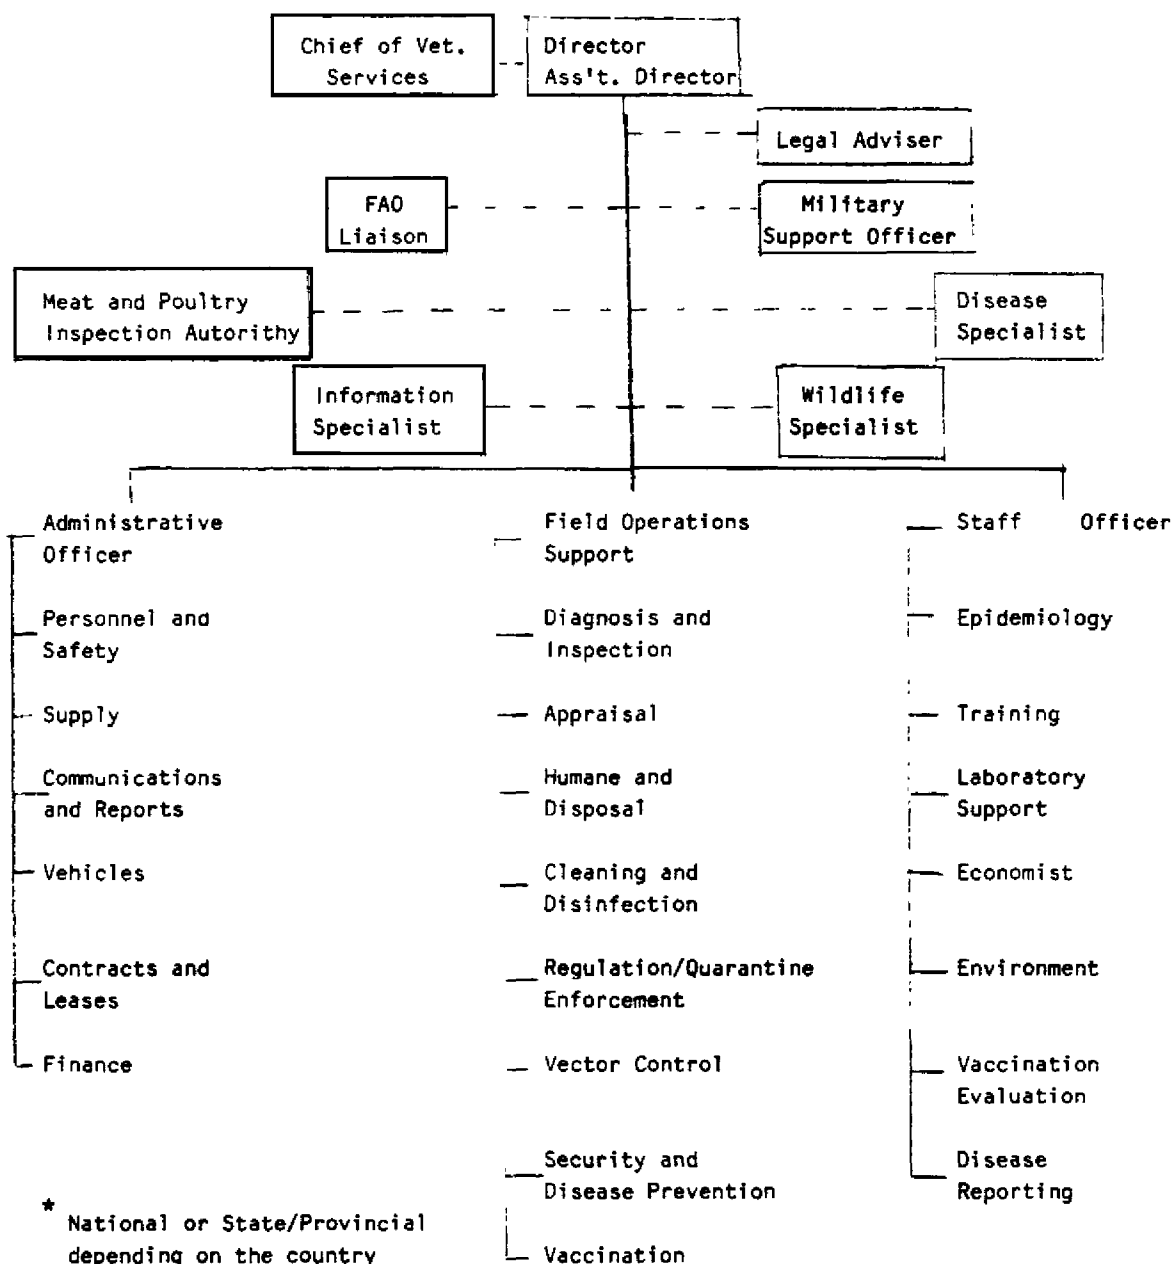 Chief of Vet.
Services
Director
Ass't. Director
Legal Adviser
FAO
Liaison
Military
Support Officer
Meat and Poultry
Inspection Autorithy
Disease
Specialist
Information
Specialist
Wildlife
Specialist
Administrative
Officer
Personnel and
Safety
Supply
Communications
and Reports
Vehicles
Contracts and
Leases
Finance
Field Operations
Support
Diagnosis and
Inspection
Appraisal
Humane and
Disposal
Cleaning and
Disinfection
Regulation/Quarantine
Enforcement
Vector Control
Security and
Disease Prevention
Vaccination
Staff Officer
Epidemiology
Training
Laboratory
Support
Economist
Environment
Vaccination
Evaluation
Disease
Reporting
*
National or State/Provincial
depending on the country